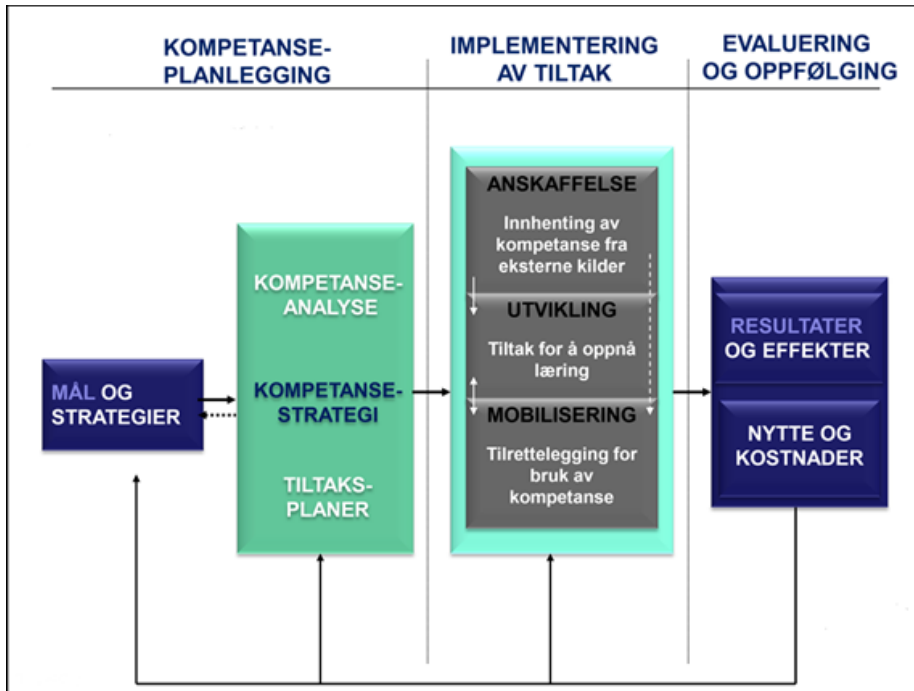 KOMPETANSE-
PLANLEGGING
IMPLEMENTERING
AV TILTAK
EVALUERING
OG OPPFØLGING
MÅL OG
STRATEGIER
KOMPETANSE-
ANALYSE
KOMPETANSE-
STRATEGI
TILTAKS-
PLANER
ANSKAFFELSE
Innhenting av
kompetanse fra
eksterne kilder
UTVIKLING
Tiltak for å oppnå
læring
MOBILISERING
Tilrettelegging for
bruk av
kompetanse
RESULTATER
OG EFFEKTER
NYTTE OG
KOSTNADER